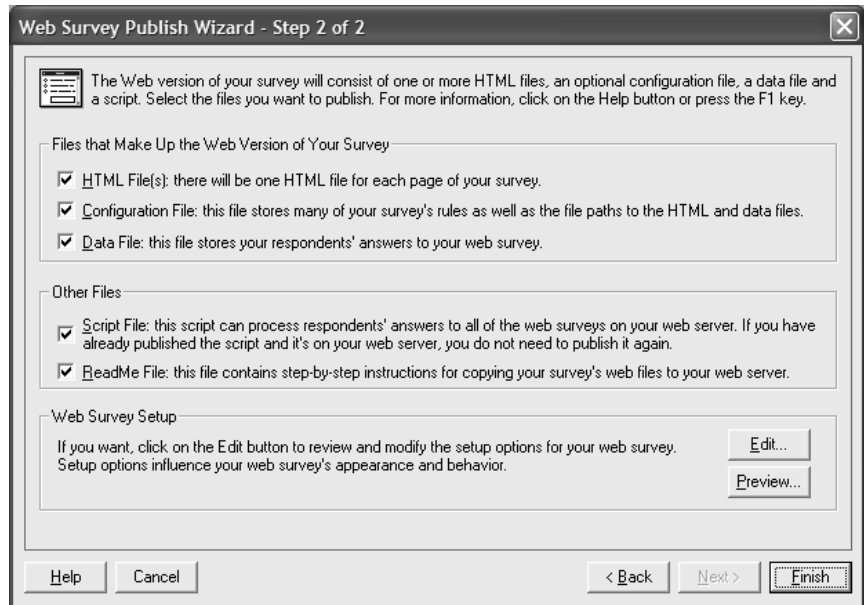 Web Survey Publish Wizard - Step 2 of 2
The Web version of your survey will consist of one or more HTML files, an optional configuration file, a data file and
a script. Select the files you want to publish. For more information, click on the Help button or press the F1 key.
Files that Make Up the Web Version of Your Survey
HTML File(s): there will be one HTML file for each page of your survey.
Configuration File: this file stores many of your survey's rules as well as the file paths to the HTML and data files.
Data File: this file stores your respondents' answers to your web survey.
Other Files
Script File: this script can process respondents' answers to all of the web surveys on your web server. If you have
already published the script and it's on your web server, you do not need to publish it again.
ReadMe File: this file contains step-by-step instructions for copying your survey's web files to your web server.
Web Survey Setup
If you want, click on the Edit button to review and modify the setup options for your web survey.
Setup options influence your web survey's appearance and behavior.
Edit...
Preview...
Help
Cancel
< Back
Next >
Finish